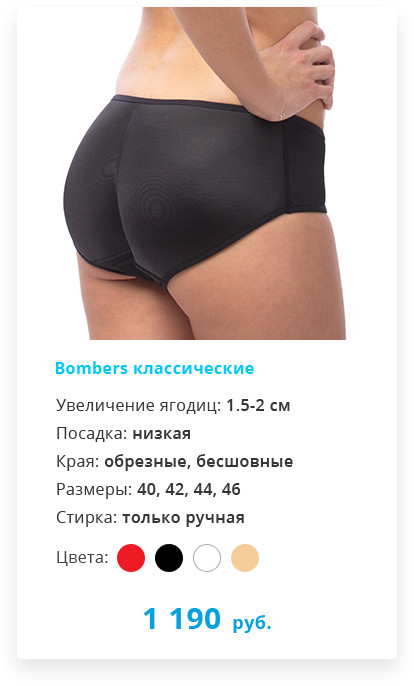 Bombers классические
Увеличение ягодиц: 1.5-2 см
Посадка: низкая
Края: обрезные, бесшовные
Размеры: 40, 42, 44, 46
Стирка: только ручная
Цвета:
1 190 руб.